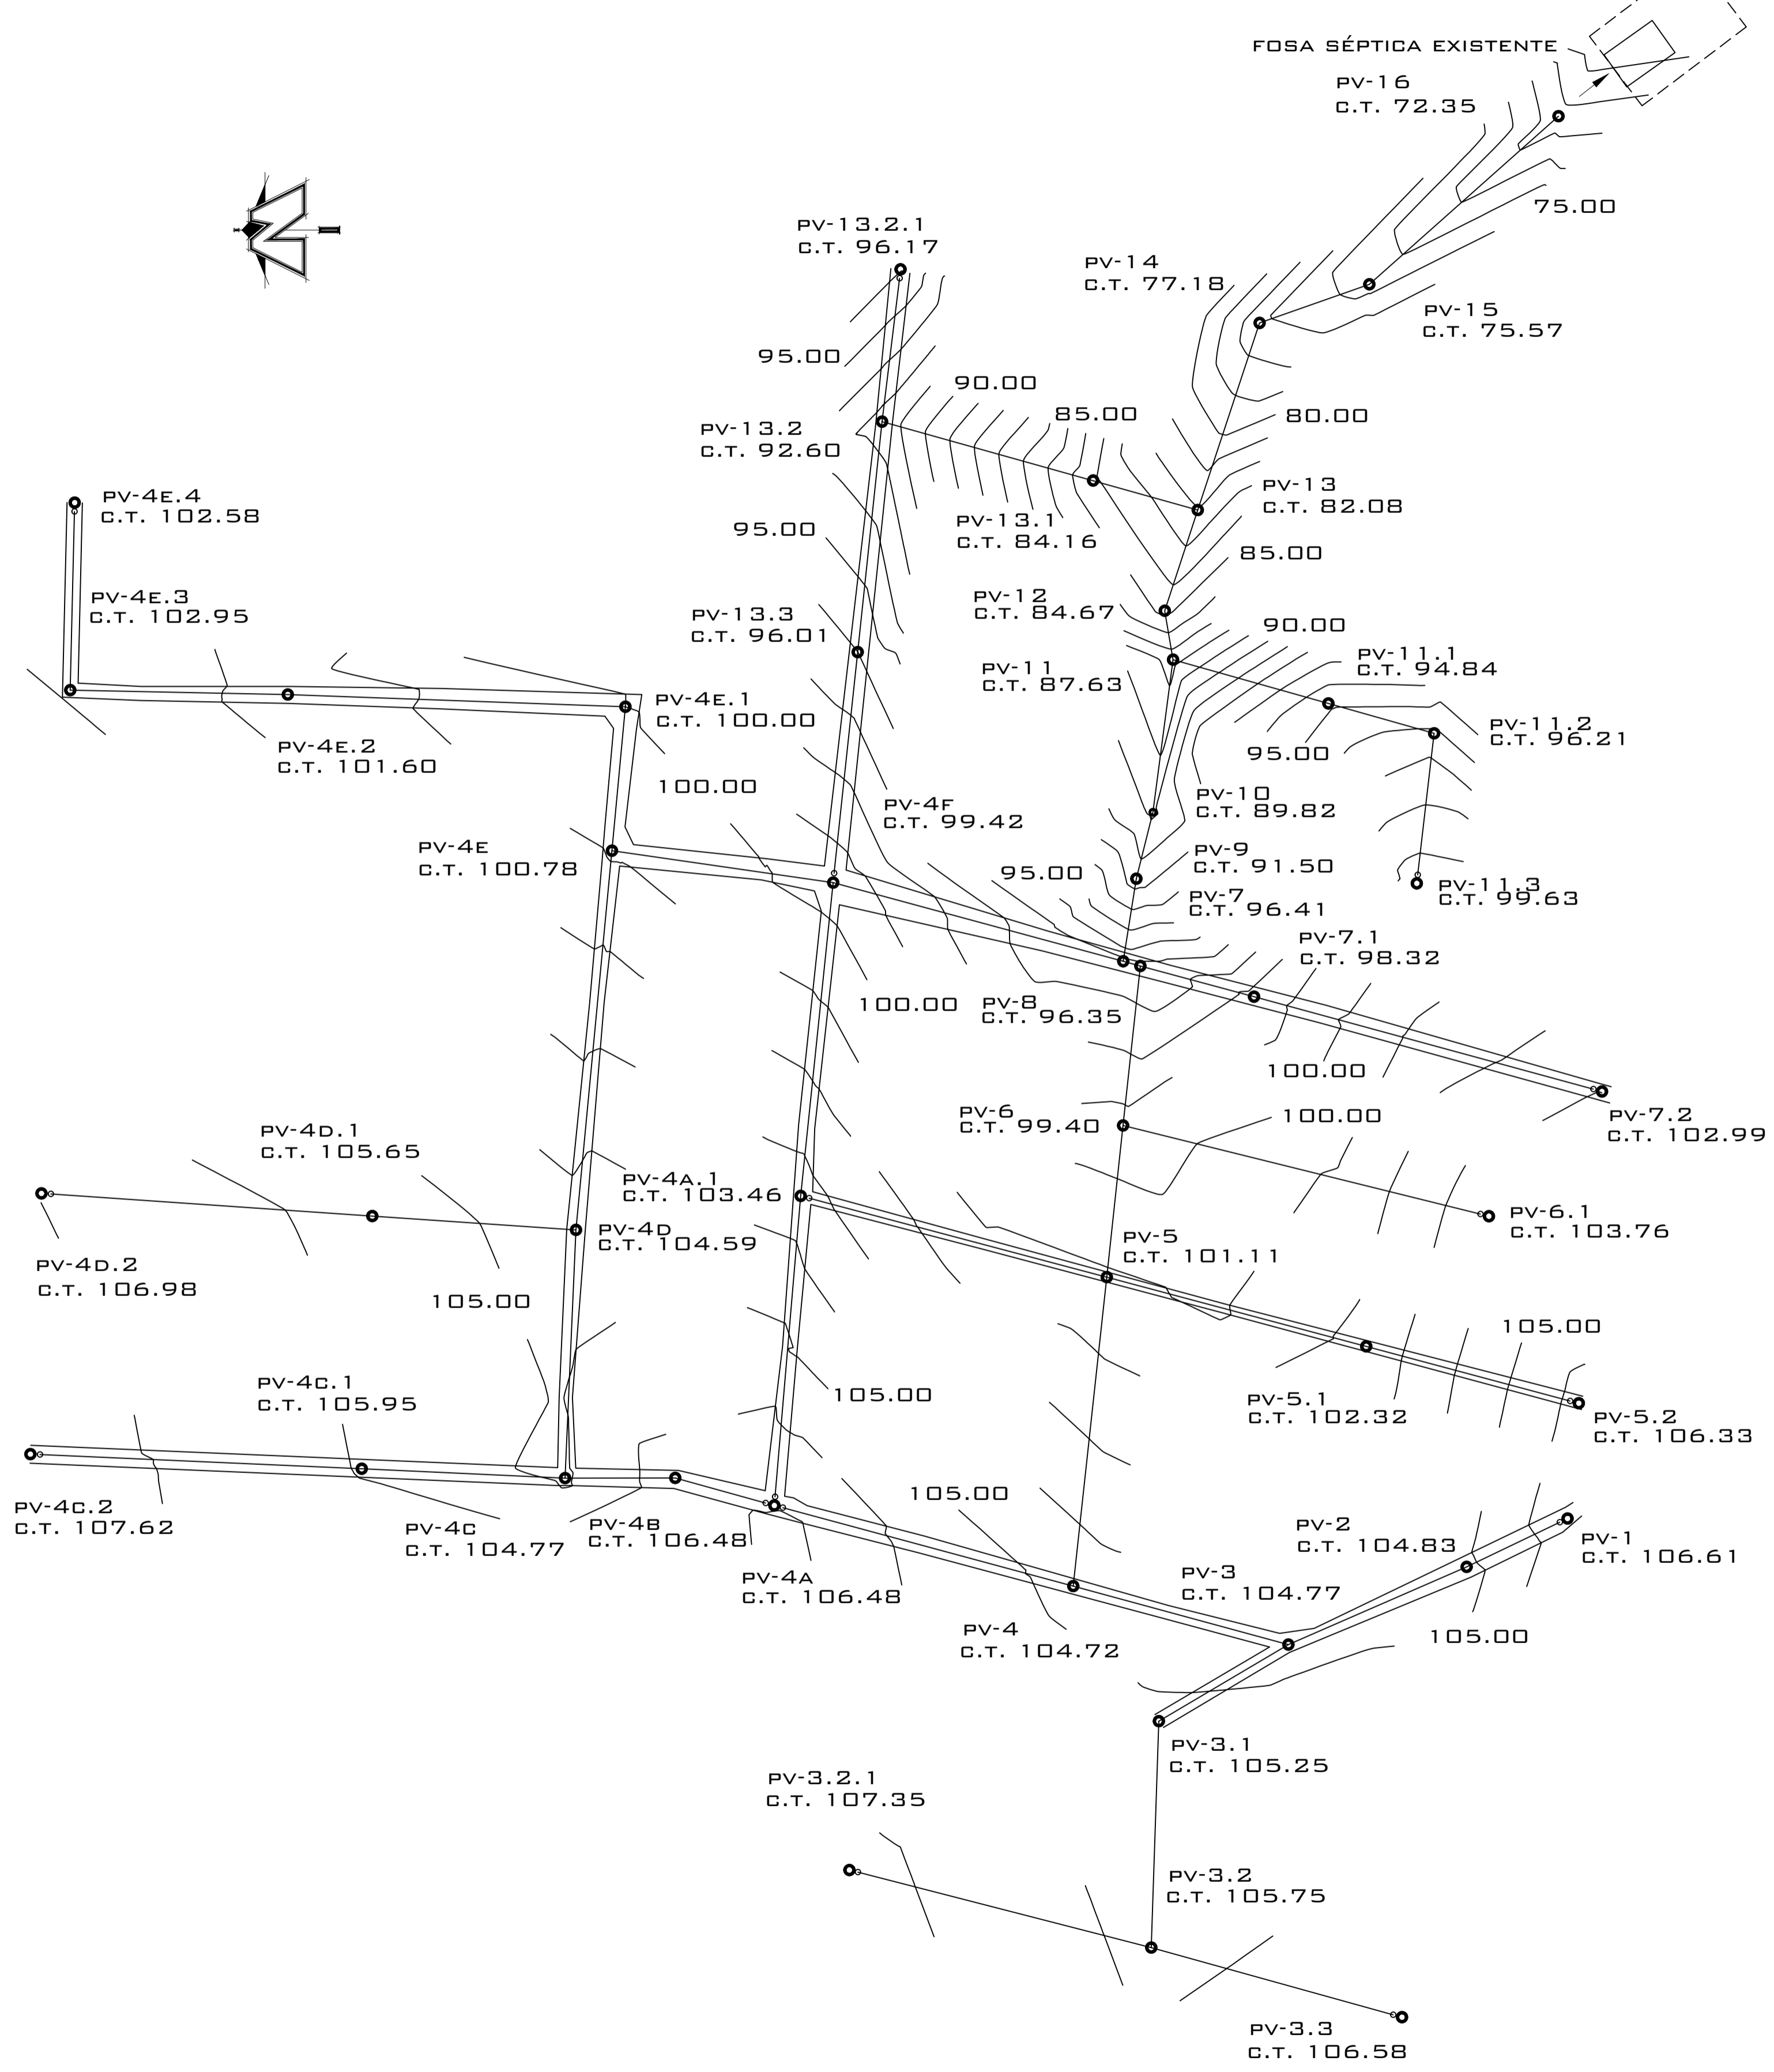 FOSA SÉPTICA EXISTENTE
PV-16
C.T. 72.35
75.00
PV-13.2.1
C.T. 96.17
PV-14
C.T. 77.18
PV-15
C.T. 75.57
95.00
90.00
85.00
80.00
PV-13.2
C.T. 92.60
PV-4E.4
C.T. 102.58
PV-13
C.T. 82.08
95.00
PV-13.1
C.T. 84.16
85.00
PV-4E.3
C.T. 102.95
PV-12
C.T. 84.67
PV-13.3
C.T. 96.01
90.00
PV-11.1
C.T. 94.84
PV-11
C.T. 87.63
PV-4E.1
C.T. 100.00
PV-11.2
C.T. 96.21
PV-4E.2
C.T. 101.60
95.00
100.00
PV-10
C.T. 89.82
PV-4F
C.T. 99.42
PV-4E
C.T. 100.78
PV-9
C.T. 91.50
95.00
PV-11.3
C.T. 99.63
PV-7
C.T. 96.41
PV-7.1
C.T. 98.32
100.00
PV-8
C.T. 96.35
100.00
PV-6
C.T. 99.40
100.00
PV-7.2
C.T. 102.99
PV-4D.1
C.T. 105.65
PV-4A.1
C.T. 103.46
PV-6.1
C.T. 103.76
PV-4D
C.T. 104.59
PV-5
C.T. 101.11
PV-4D.2
C.T. 106.98
105.00
105.00
PV-4C.1
C.T. 105.95
105.00
PV-5.1
C.T. 102.32
PV-5.2
C.T. 106.33
105.00
PV-4C.2
C.T. 107.62
PV-4C
C.T. 104.77
PV-4B
C.T. 106.48
PV-2
C.T. 104.83
PV-1
C.T. 106.61
PV-4A
C.T. 106.48
PV-3
C.T. 104.77
PV-4
C.T. 104.72
105.00
PV-3.1
C.T. 105.25
PV-3.2.1
C.T. 107.35
PV-3.2
C.T. 105.75
PV-3.3
C.T. 106.58